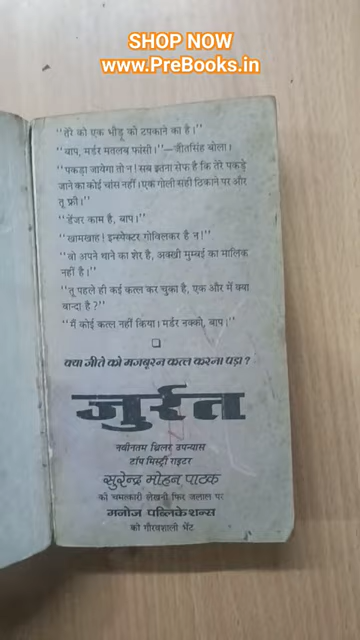 SHOP NOW
www.PreBooks.in
“तेरे को एक भीडू को टपकाने का है।”
“बाप, मर्डर मतलब फांसी।”—जीतसिंह बोला।
“पकड़ा जावेगा तो न! सब इतना सेफ है कि तेरे पकड़े
जाने का कोई चांस नहीं। एक गोली सही ठिकाने पर और
तू फ्री।”
“डेंजर काम है, बाप।”
“खामखाह! इन्स्पेक्टर गोविलकर है न!”
“वो अपने थाने का शेर है, अक्खी मुम्बई का मालिक
नहीं है।”
“तू पहले ही कई कत्ल कर चुका है, एक और में क्या
वान्दा है?”
“मैं कोई कत्ल नहीं किया। मर्डर नक्को, बाप।”
क्या जीते को मजबूरन कत्ल करना पड़ा?
जुर्रत
नवीनतम थ्रिलर उपन्यास
टॉप मिस्ट्री राइटर
सुरेन्द्र मोहन पाठक
की चमत्कारी लेखनी फिर जलाल पर
मनोज पब्लिकेशन्स
की गौरवशाली भेंट